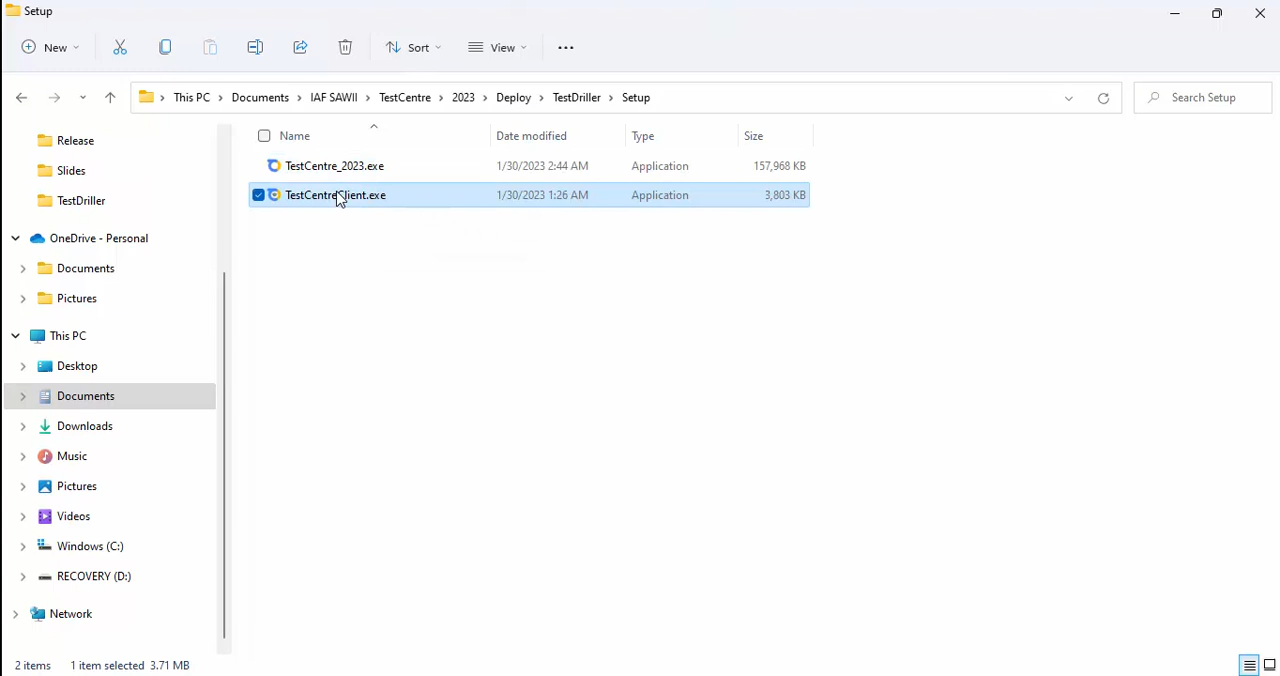 Setup
New
Sort
View
This PC > Documents > IAF SAWII > TestCentre > 2023 > Deploy > TestDriller > Setup
Search Setup
Release
Slides
TestDriller
OneDrive - Personal
Documents
Pictures
This PC
Desktop
Documents
Downloads
Music
Pictures
Videos
Windows (C:)
RECOVERY (D:)
Network
Name Date modified Type Size
TestCentre_2023.exe 1/30/2023 2:44 AM Application 157,968 KB
TestCentreClient.exe 1/30/2023 1:26 AM Application 3,803 KB
2 items 1 item selected 3.71 MB